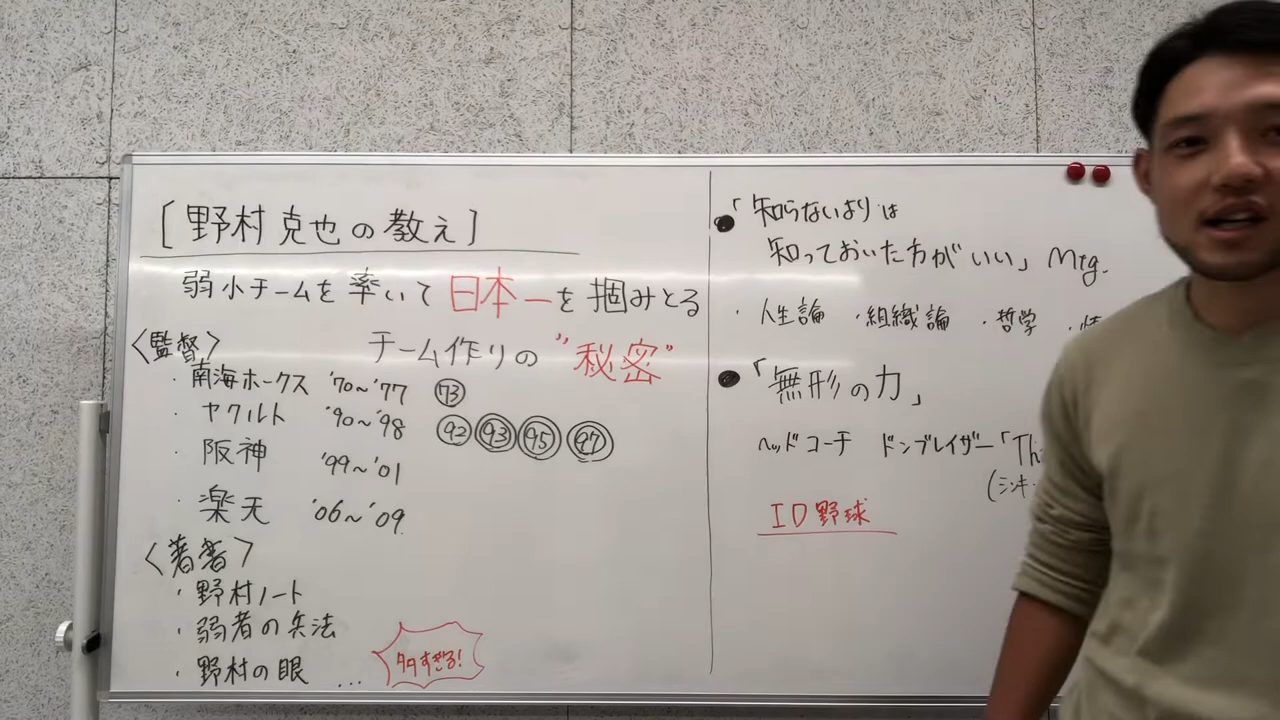 [野村克也の教え]
弱小チームを率いて日本一を掴みとる
チーム作りの"秘密"
〈監督〉
・南海ホークス '70〜'77 73
・ヤクルト '90〜'98 92 93 95 97
・阪神 '99〜'01
・楽天 '06〜'09
〈著書〉
・野村ノート
・弱者の兵法
・野村の眼 ...
多すぎる!
●「知らないよりは
知っておいた方がいい」Mtg.
・人生論 ・組織論 ・哲学 ・
●「無形の力」
ヘッドコーチ ドンブレイザー「Th
(シンキン
ID野球